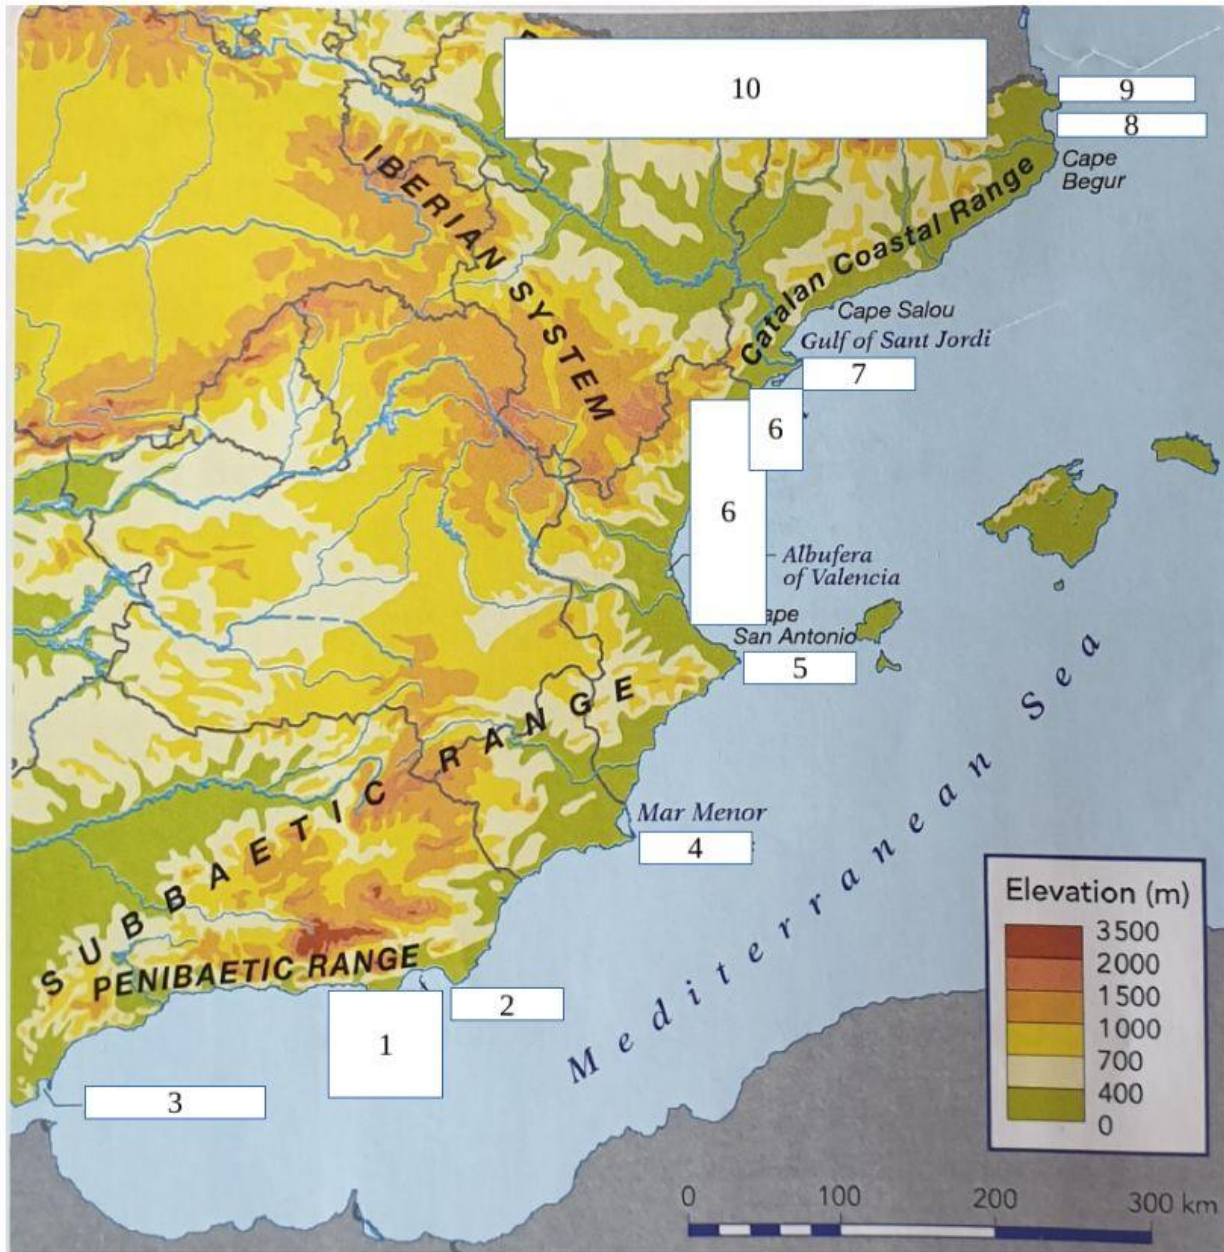 10
9
8
Cape
Begur
IBERIAN SYSTEM
Catalan Coastal Range
Cape Salou
Gulf of Sant Jordi
7
6
6
Albufera
of Valencia
ape
San Antonio
5
SUBBAETIC RANGE
Mar Menor
4
Mediterranean Sea
PENIBAETIC RANGE
2
1
3
Elevation (m)
3500
2000
1500
1000
700
400
0
0 100 200 300 km